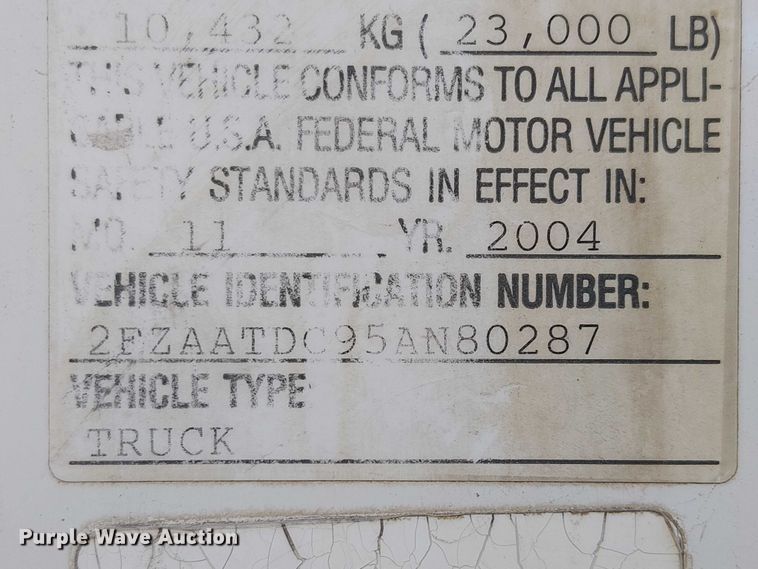 10,432 KG ( 23,000 LB)
THIS VEHICLE CONFORMS TO ALL APPLI-
CABLE U.S.A. FEDERAL MOTOR VEHICLE
SAFETY STANDARDS IN EFFECT IN:
MO. 11 YR. 2004
VEHICLE IDENTIFICATION NUMBER:
2FZAATDC95AN80287
VEHICLE TYPE
TRUCK
Purple Wave Auction